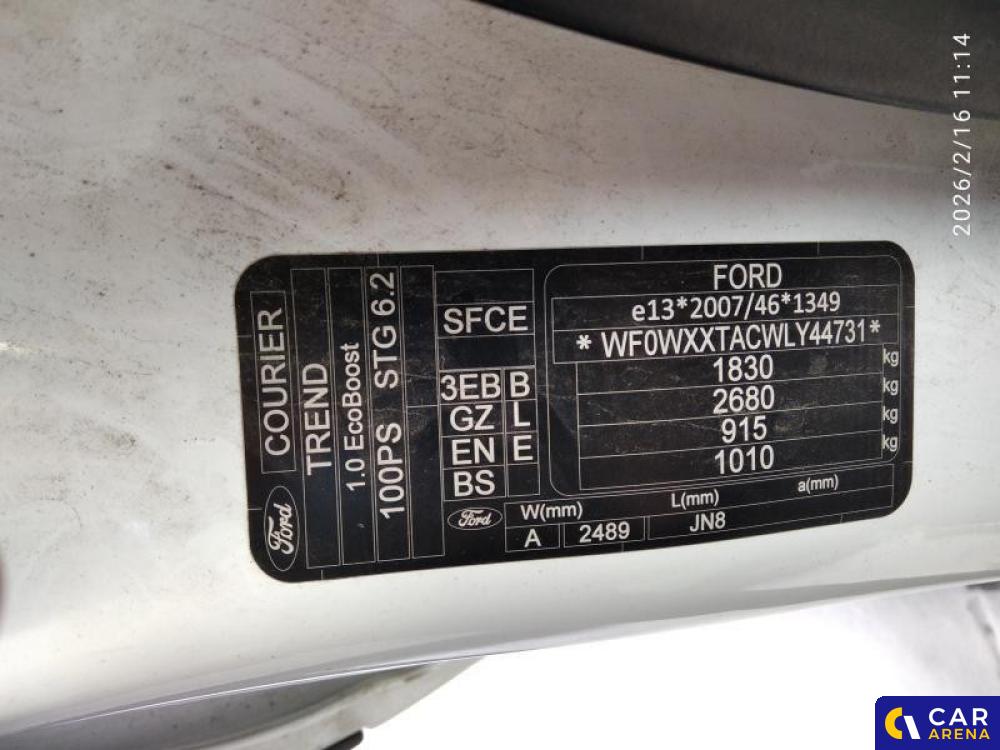 2026/2/16 11:14
Ford
COURIER
TREND
1.0 EcoBoost
100PS STG 6.2
SFCE
3EB B
GZ L
EN E
BS
FORD
e13*2007/46*1349
* WF0WXXTACWLY44731 *
1830 kg
2680 kg
915 kg
1010 kg
Ford
W(mm) L(mm) a(mm)
A 2489 JN8
CAR
ARENA